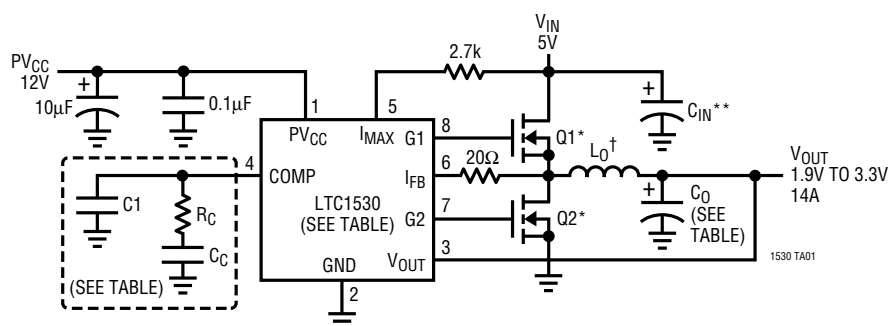 VIN
5V
PVCC
12V
2.7k
+
10µF
0.1µF
1
5
PVCC
IMAX
G1
8
Q1*
+
CIN**
4
COMP
LTC1530
(SEE TABLE)
IFB
6
20Ω
LO†
VOUT
1.9V TO 3.3V
14A
C1
RC
CC
(SEE TABLE)
G2
7
Q2*
+
CO
(SEE
TABLE)
VOUT
3
GND
2
1530 TA01